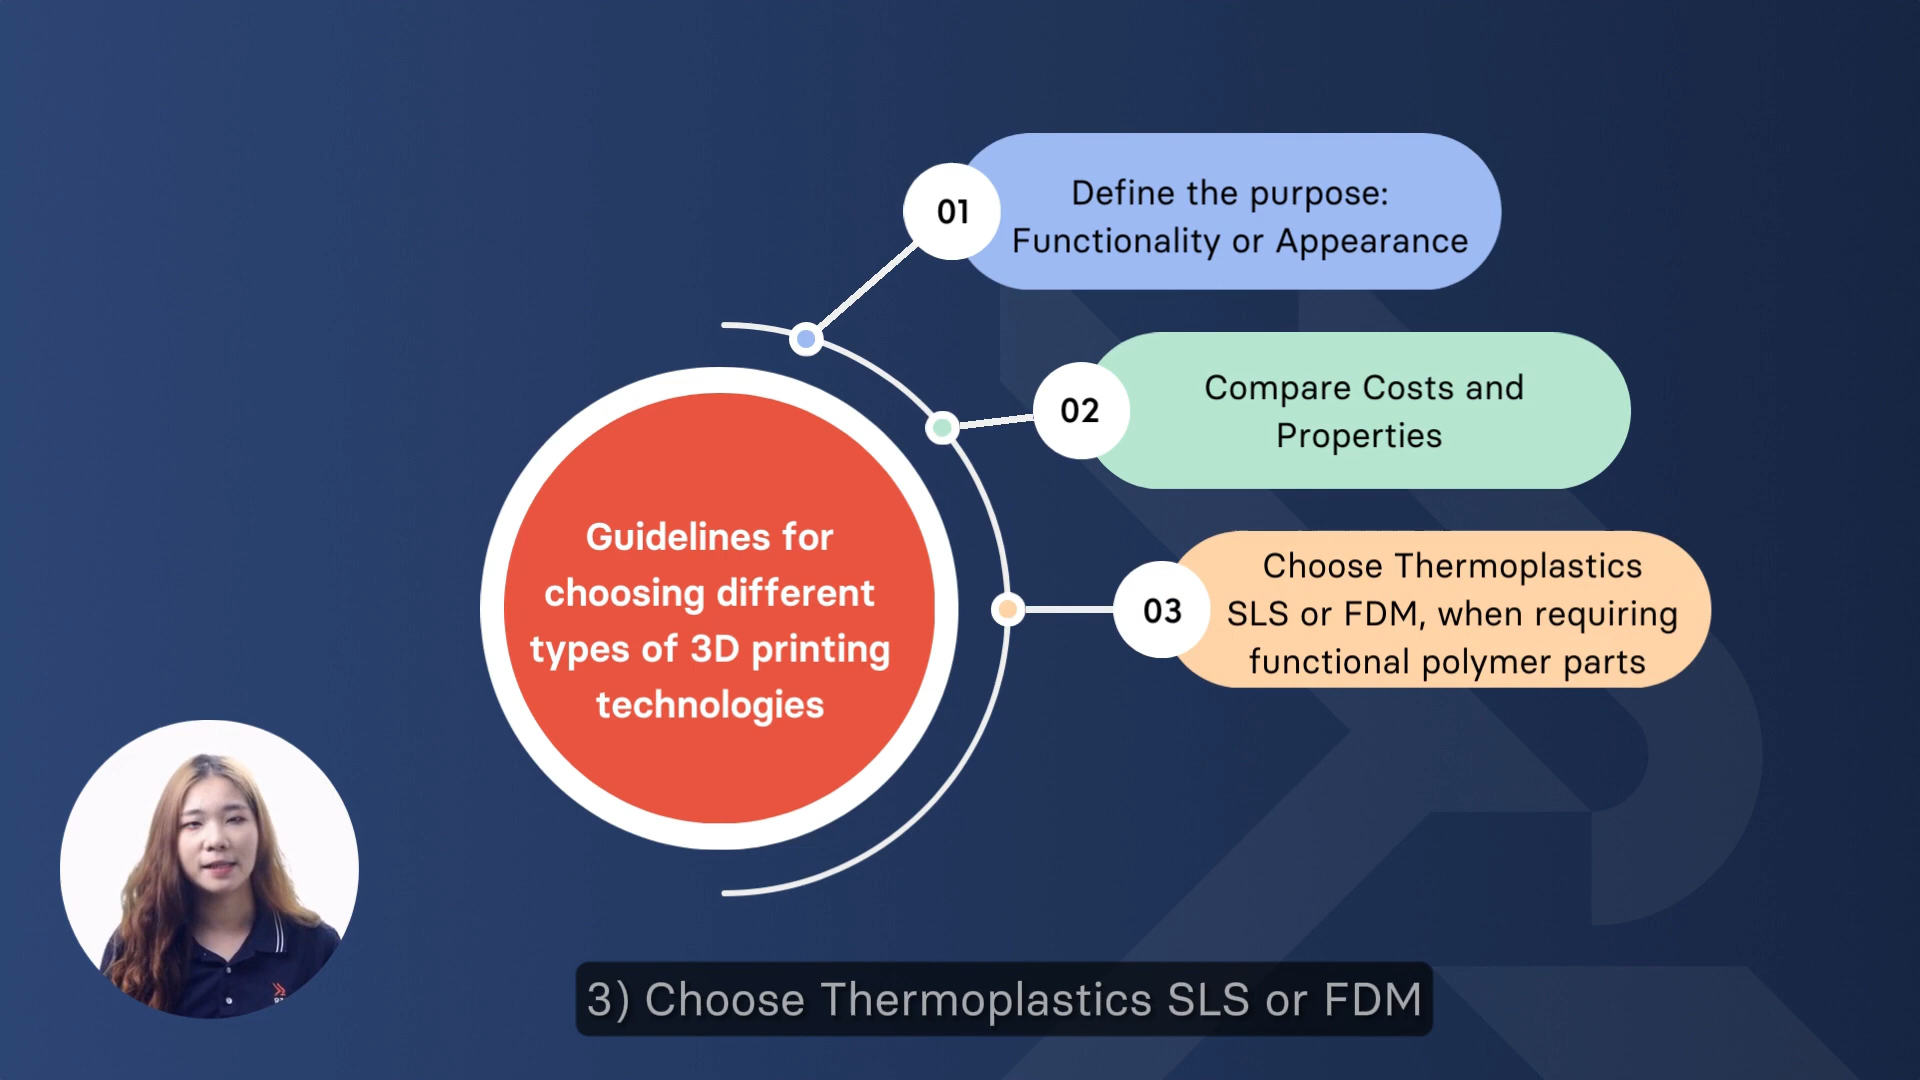 01
Define the purpose:
Functionality or Appearance
02
Compare Costs and
Properties
Guidelines for
choosing different
types of 3D printing
technologies
03
Choose Thermoplastics
SLS or FDM, when requiring
functional polymer parts
3) Choose Thermoplastics SLS or FDM